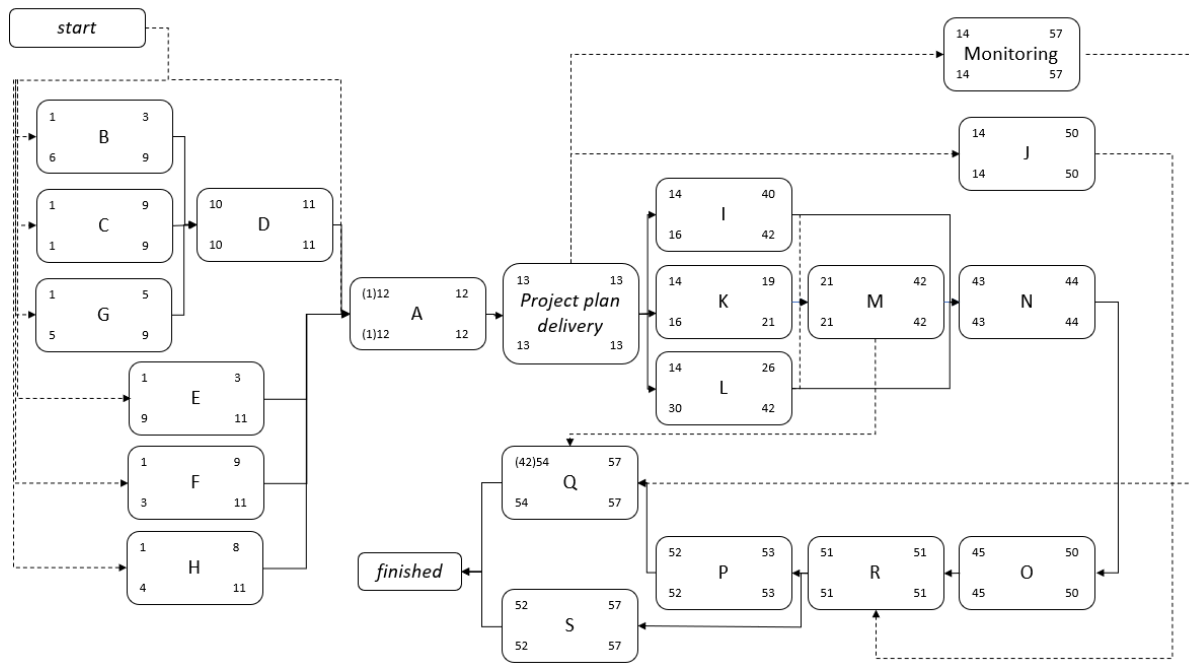 start
14 57
Monitoring
14 57
1 3
B
6 9
14 50
J
14 50
1 9
C
1 9
10 11
D
10 11
14 40
I
16 42
1 5
G
5 9
(1)12 12
A
(1)12 12
13 13
Project plan
delivery
13 13
14 19
K
16 21
21 42
M
21 42
43 44
N
43 44
14 26
L
30 42
1 3
E
9 11
1 9
F
3 11
(42)54 57
Q
54 57
1 8
H
4 11
finished
52 53
P
52 53
51 51
R
51 51
45 50
O
45 50
52 57
S
52 57